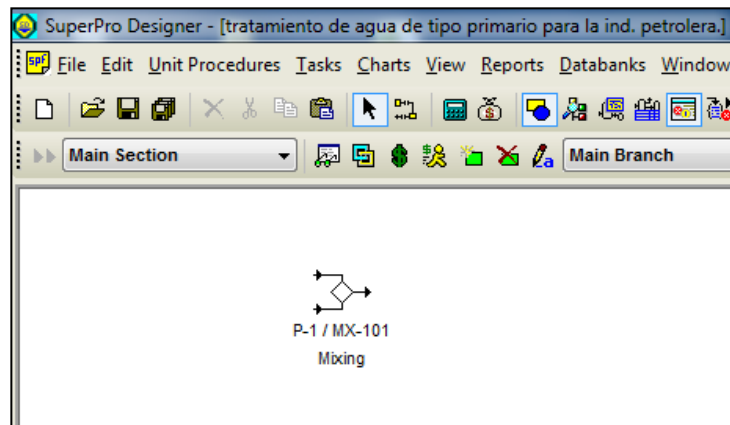 SuperPro Designer - [tratamiento de agua de tipo primario para la ind. petrolera.]
File Edit Unit Procedures Tasks Charts View Reports Databanks Window
Main Section Main Branch
P-1 / MX-101
Mixing